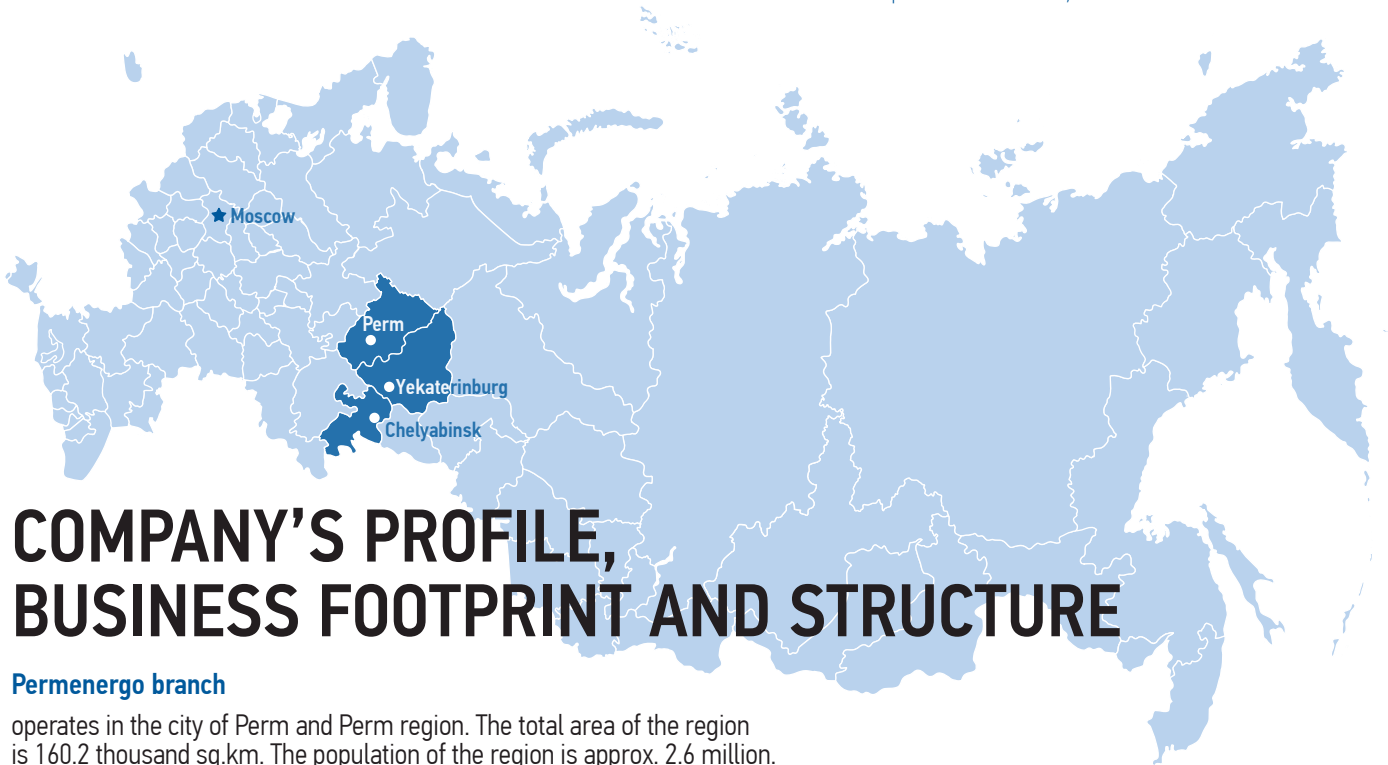 Moscow
Perm
Yekaterinburg
Chelyabinsk
COMPANY’S PROFILE,
BUSINESS FOOTPRINT AND STRUCTURE
Permenergo branch
operates in the city of Perm and Perm region. The total area of the region
is 160.2 thousand sq.km. The population of the region is approx. 2.6 million.